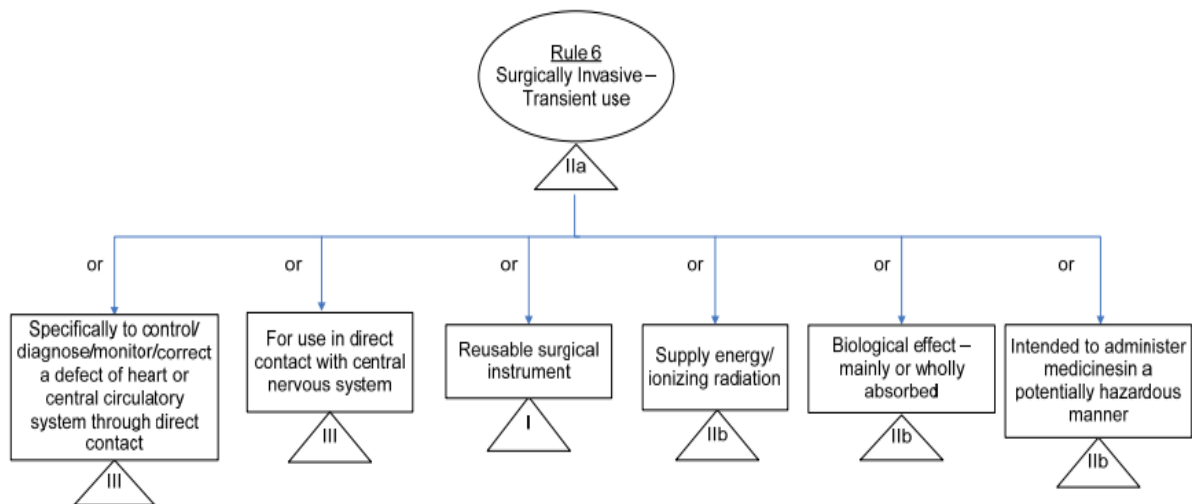 Rule 6
Surgically Invasive –
Transient use
IIa
or
or
or
or
or
or
Specifically to control/
diagnose/monitor/correct
a defect of heart or
central circulatory
system through direct
contact
III
For use in direct
contact with central
nervous system
III
Reusable surgical
instrument
I
Supply energy/
ionizing radiation
IIb
Biological effect –
mainly or wholly
absorbed
IIb
Intended to administer
medicinesin a
potentially hazardous
manner
IIb